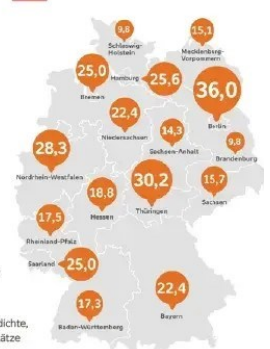 9,8
Schleswig-
Holstein
15,1
Mecklenburg-
Vorpommern
25,0
Bremen
Hamburg
25,6
36,0
Berlin
22,4
Niedersachsen
14,3
Sachsen-Anhalt
9,8
Brandenburg
28,3
Nordrhein-Westfalen
18,8
Hessen
30,2
Thüringen
15,7
Sachsen
17,5
Rheinland-Pfalz
Saarland
25,0
17,3
Baden-Württemberg
22,4
Bayern
dichte,
ätze